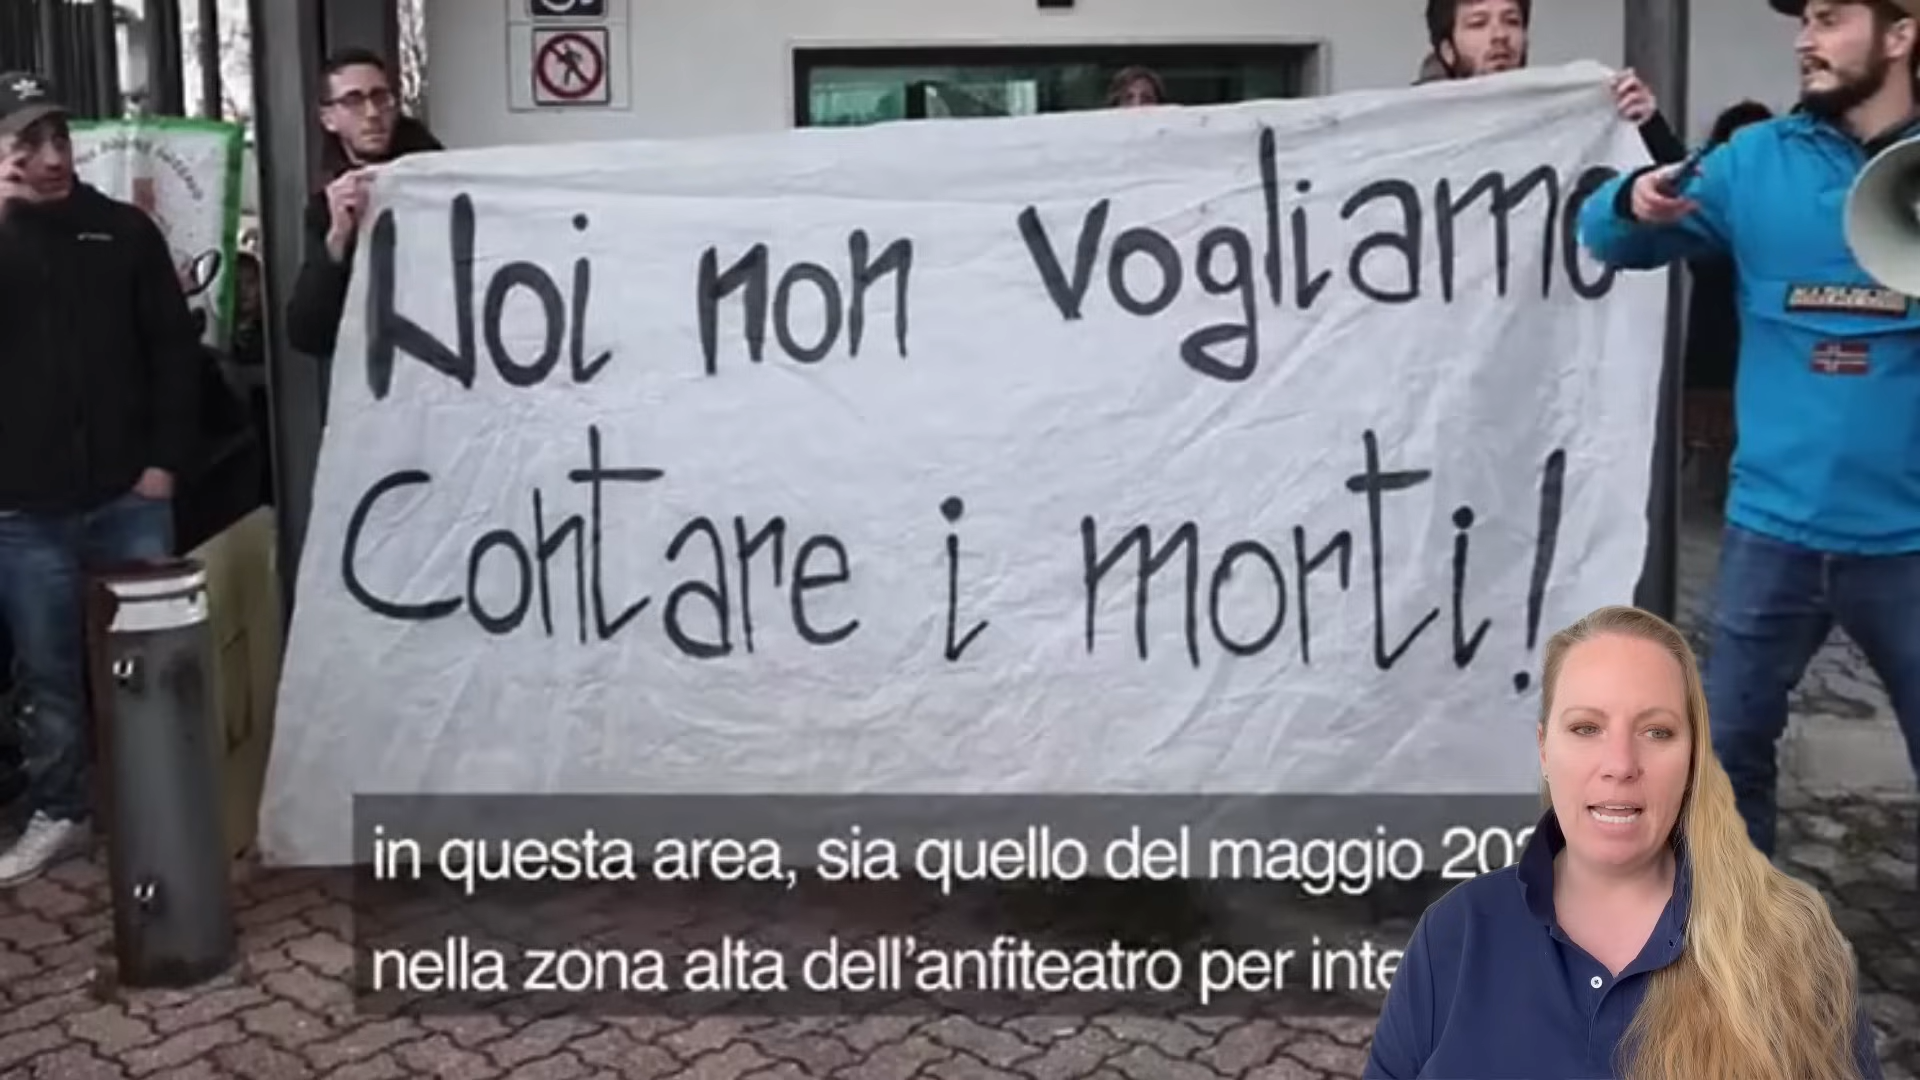 Noi non vogliamo
Contare i morti!
in questa area, sia quello del maggio
nella zona alta dell'anfiteatro per